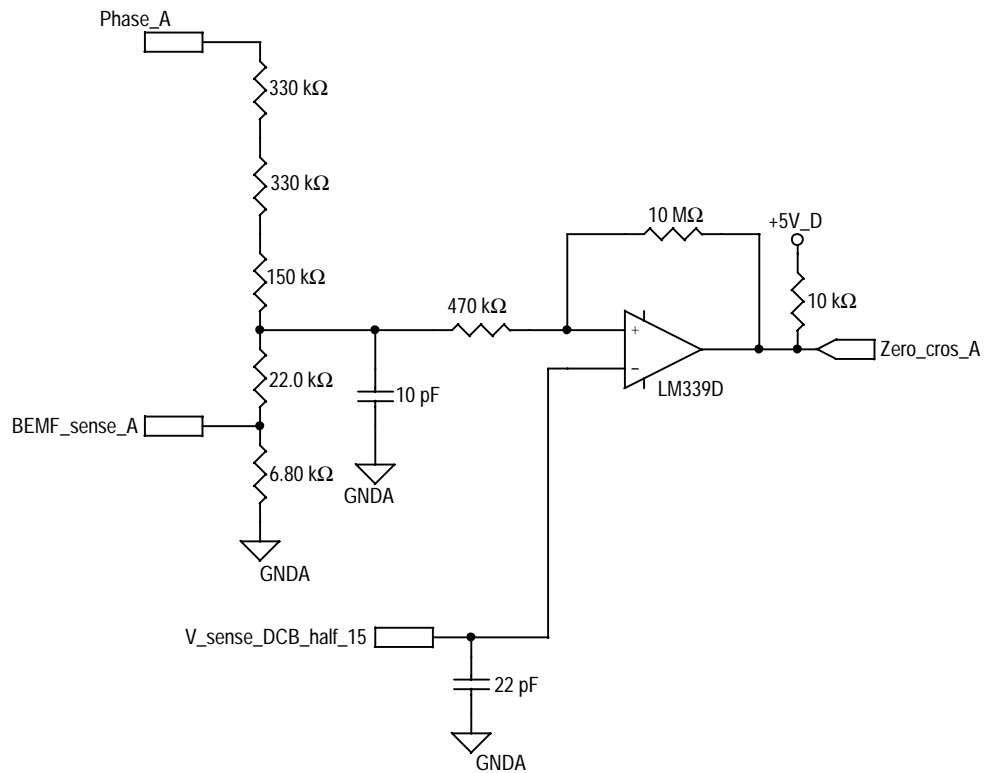 Phase_A
330 kΩ
330 kΩ
10 MΩ
+5V_D
150 kΩ
470 kΩ
10 kΩ
+
Zero_cros_A
−
22.0 kΩ
10 pF
LM339D
BEMF_sense_A
6.80 kΩ
GNDA
GNDA
V_sense_DCB_half_15
22 pF
GNDA